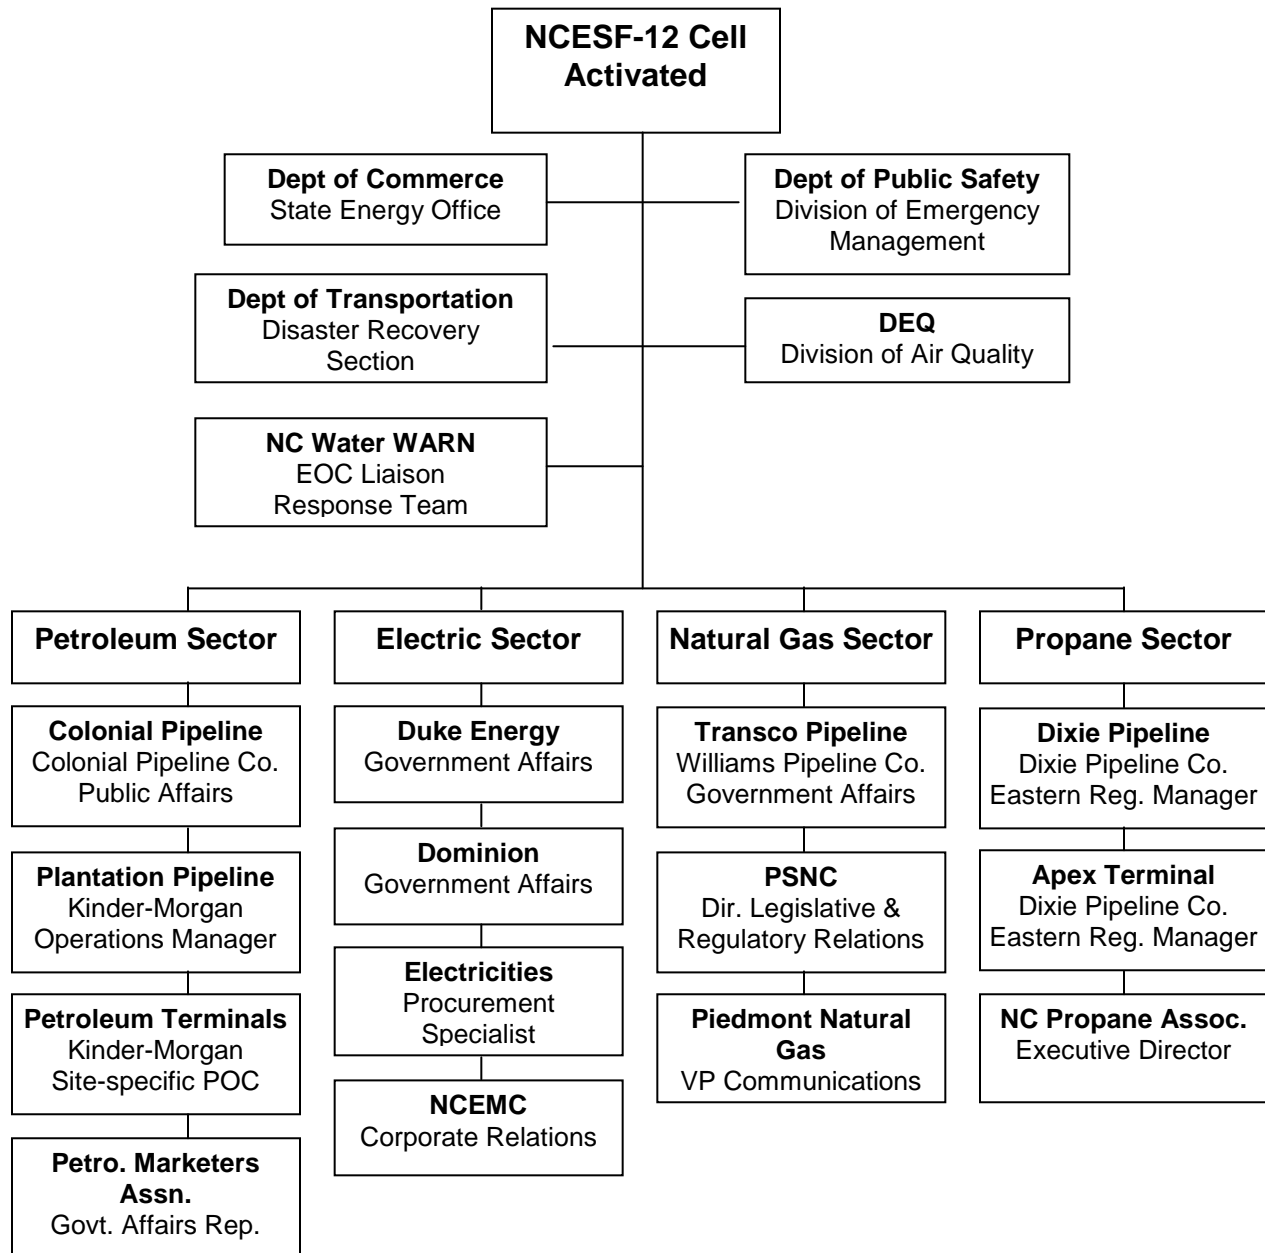 NCESF-12 Cell
Activated
Dept of Commerce
State Energy Office
Dept of Public Safety
Division of Emergency
Management
Dept of Transportation
Disaster Recovery
Section
DEQ
Division of Air Quality
NC Water WARN
EOC Liaison
Response Team
Petroleum Sector
Electric Sector
Natural Gas Sector
Propane Sector
Colonial Pipeline
Colonial Pipeline Co.
Public Affairs
Duke Energy
Government Affairs
Transco Pipeline
Williams Pipeline Co.
Government Affairs
Dixie Pipeline
Dixie Pipeline Co.
Eastern Reg. Manager
Plantation Pipeline
Kinder-Morgan
Operations Manager
Dominion
Government Affairs
PSNC
Dir. Legislative &
Regulatory Relations
Apex Terminal
Dixie Pipeline Co.
Eastern Reg. Manager
Petroleum Terminals
Kinder-Morgan
Site-specific POC
Electricities
Procurement
Specialist
Piedmont Natural
Gas
VP Communications
NC Propane Assoc.
Executive Director
Petro. Marketers
Assn.
Govt. Affairs Rep.
NCEMC
Corporate Relations